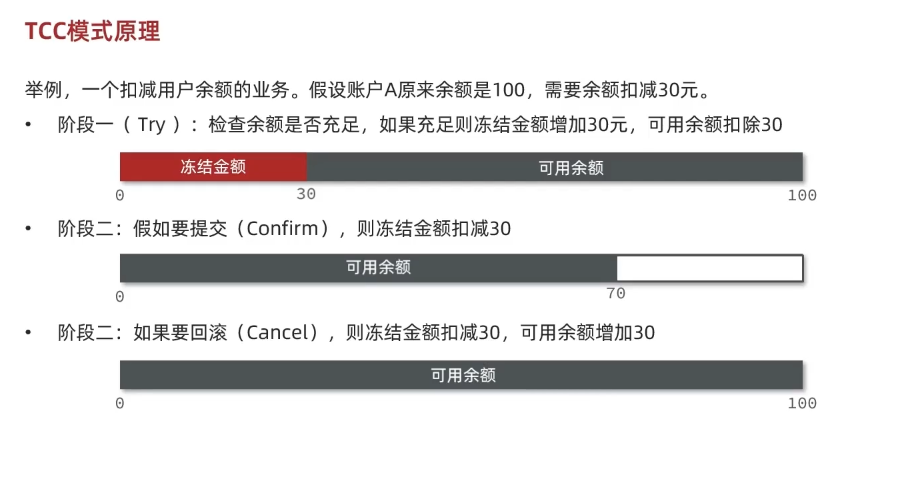 TCC模式原理
举例，一个扣减用户余额的业务。假设账户A原来余额是100，需要余额扣减30元。
• 阶段一（ Try ）：检查余额是否充足，如果充足则冻结金额增加30元，可用余额扣除30
冻结金额 可用余额
0 30 100
• 阶段二：假如要提交（Confirm），则冻结金额扣减30
可用余额
0 70
• 阶段二：如果要回滚（Cancel），则冻结金额扣减30，可用余额增加30
可用余额
0 100